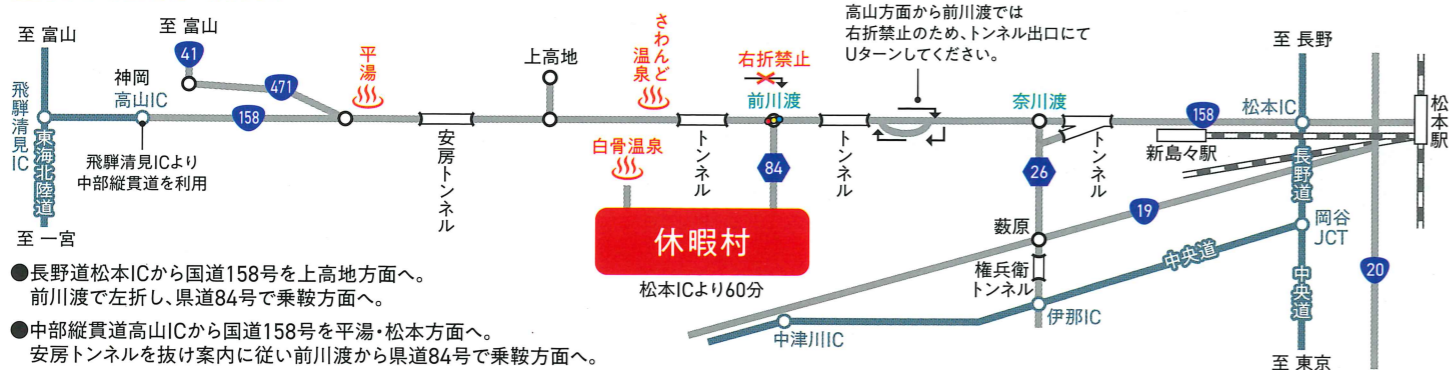 至 富山
飛騨清見IC
東海北陸道
至 一宮
至 富山
41
471
神岡
高山IC
158
飛騨清見ICより
中部縦貫道を利用
平湯
安房トンネル
上高地
さわんど
温泉
白骨温泉
トンネル
右折禁止
前川渡
84
トンネル
高山方面から前川渡では
右折禁止のため、トンネル出口にて
Uターンしてください。
奈川渡
26
トンネル
158
新島々駅
至 長野
松本IC
長野道
松本駅
休暇村
松本ICより60分
藪原
19
権兵衛
トンネル
伊那IC
中津川IC
中央道
岡谷
JCT
中央道
20
至 東京
●長野道松本ICから国道158号を上高地方面へ。
前川渡で左折し、県道84号で乗鞍方面へ。
●中部縦貫道高山ICから国道158号を平湯・松本方面へ。
安房トンネルを抜け案内に従い前川渡から県道84号で乗鞍方面へ。